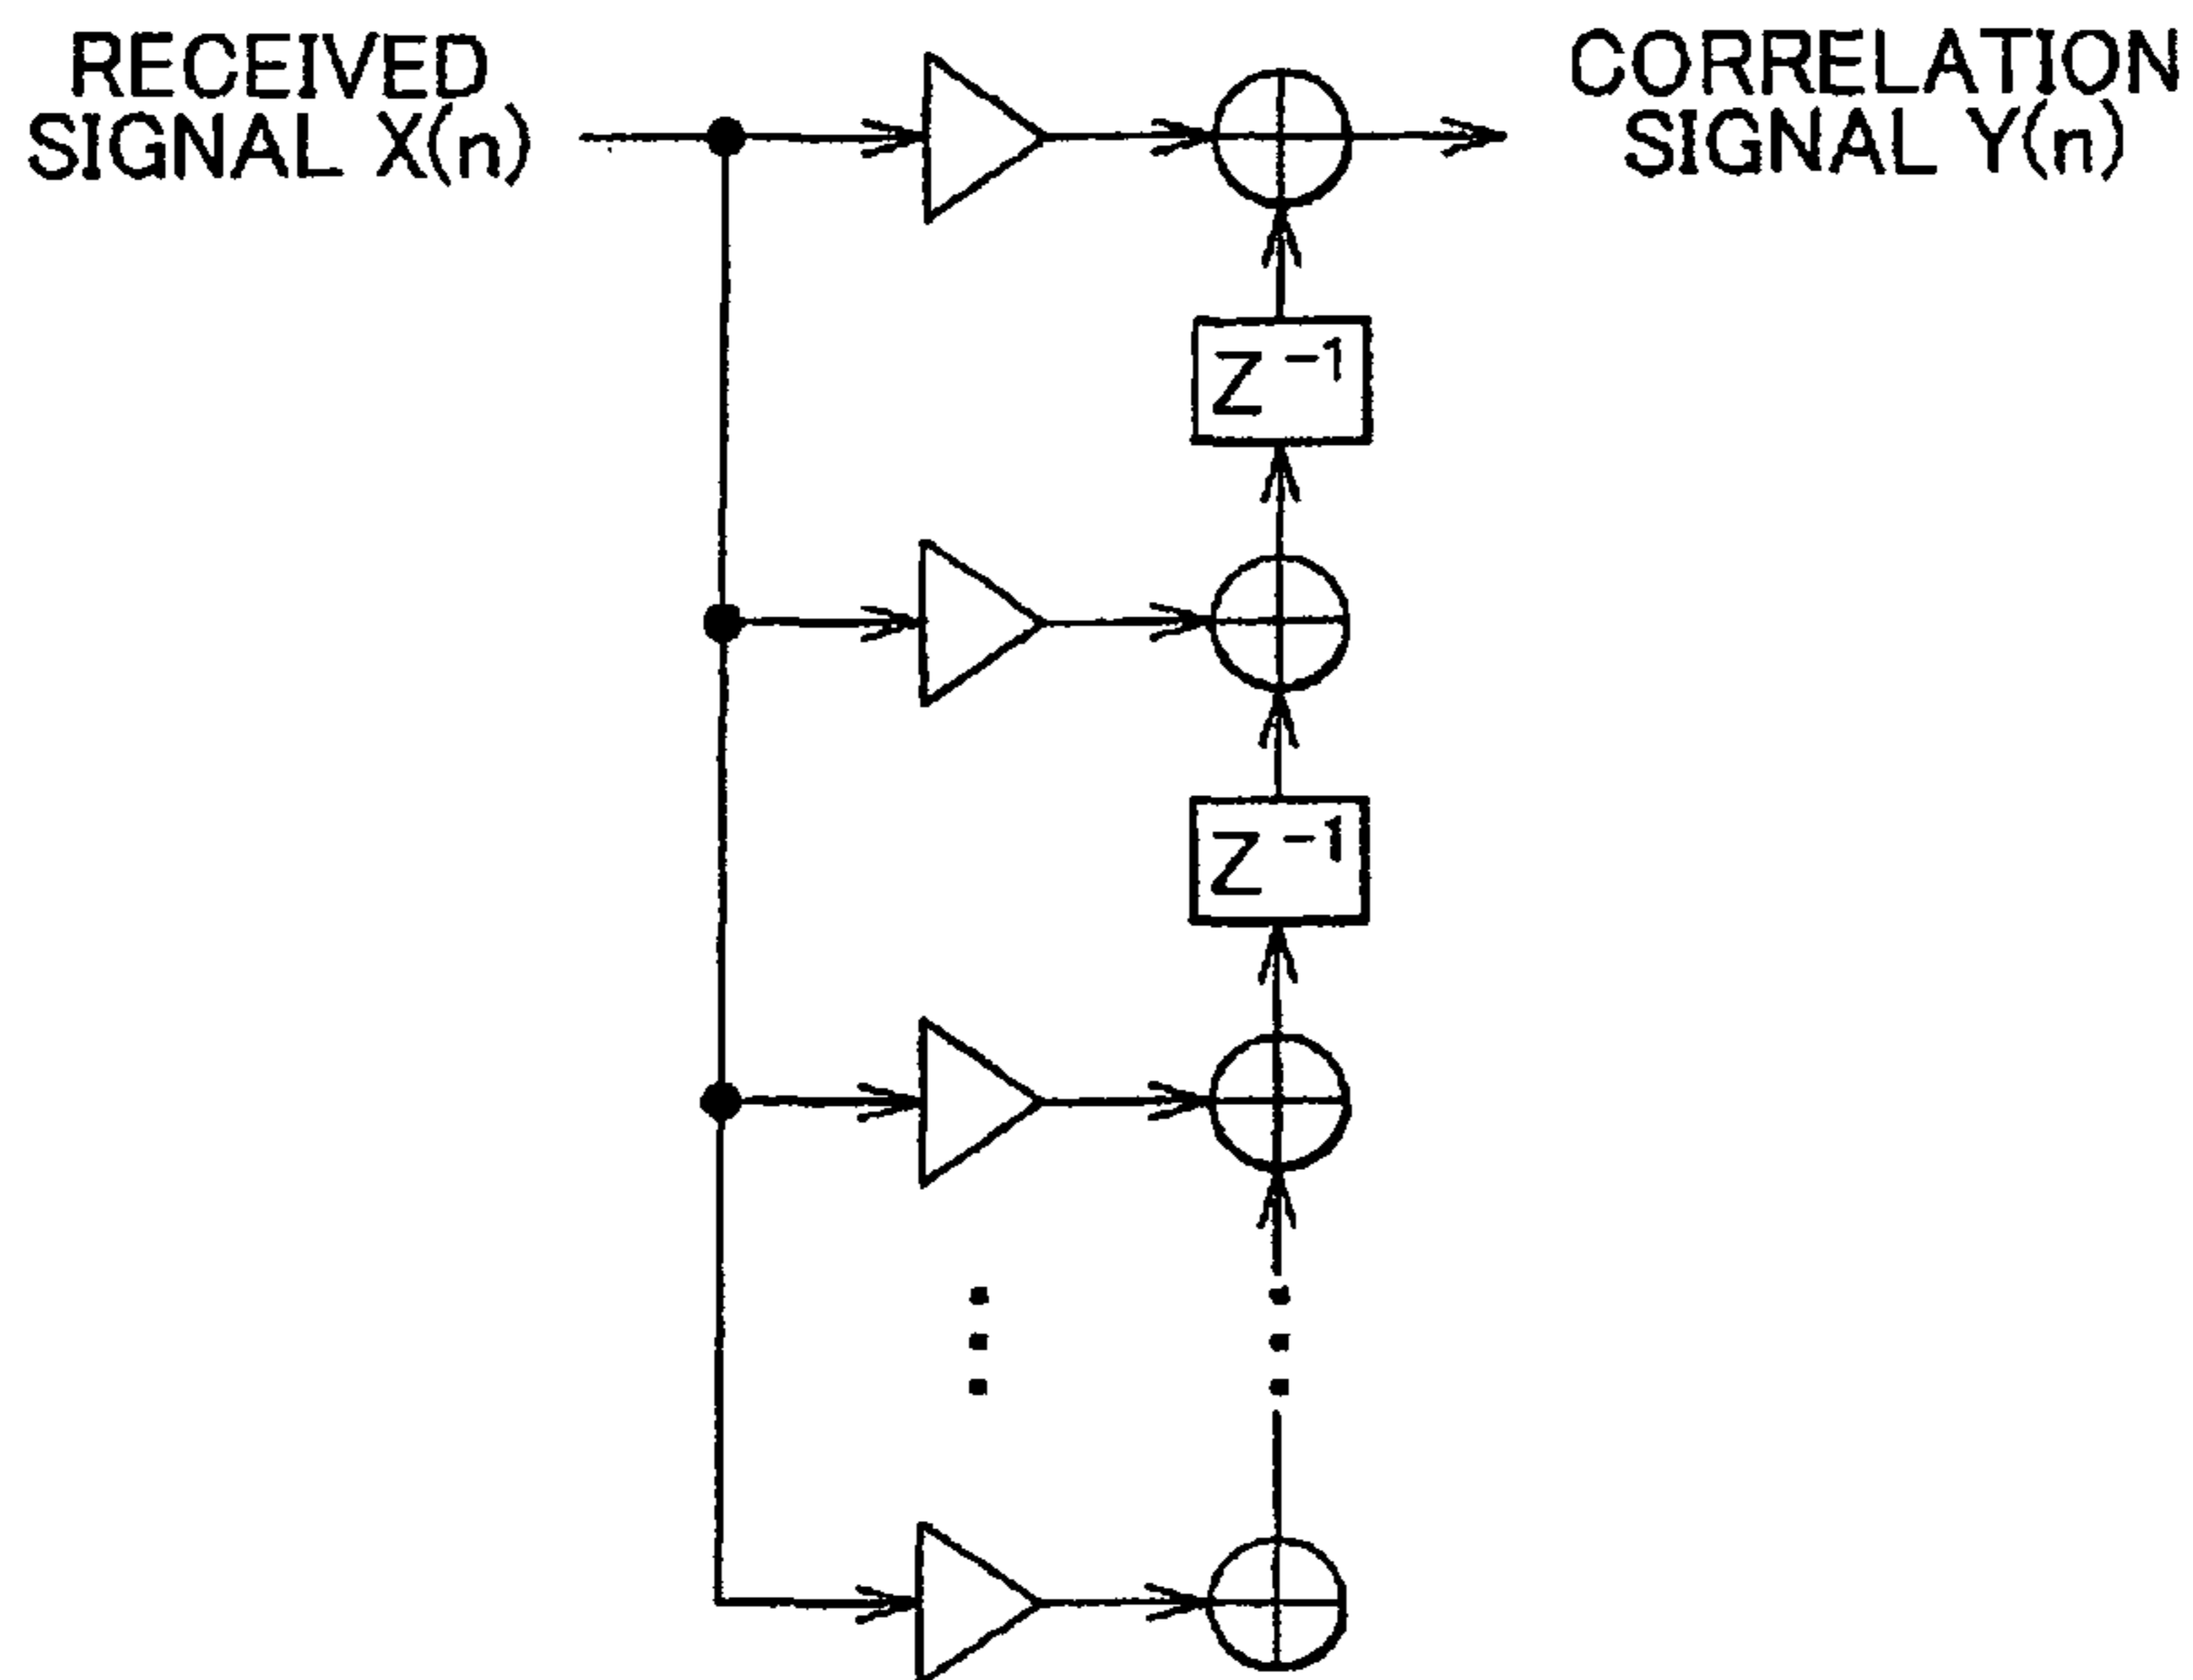 RECEIVED
SIGNAL X(n)
CORRELATION
SIGNAL Y(n)
Z⁻¹
Z⁻¹